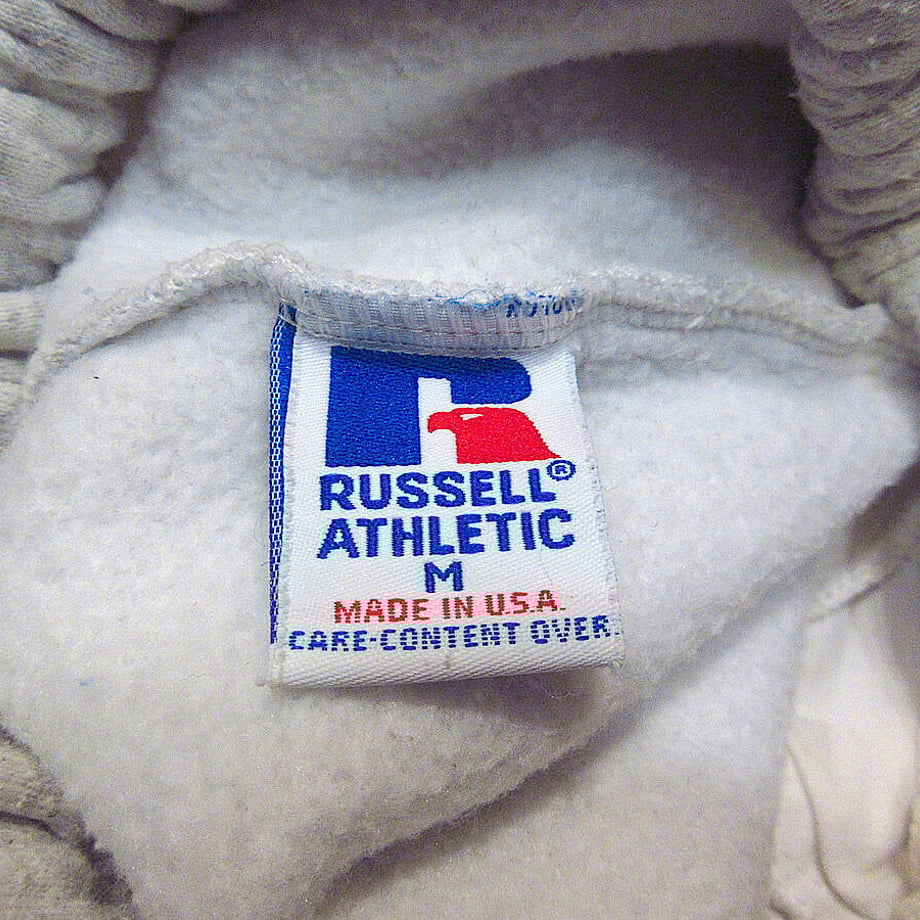 RUSSELL®
ATHLETIC
M
MADE IN U.S.A.
CARE-CONTENT OVER